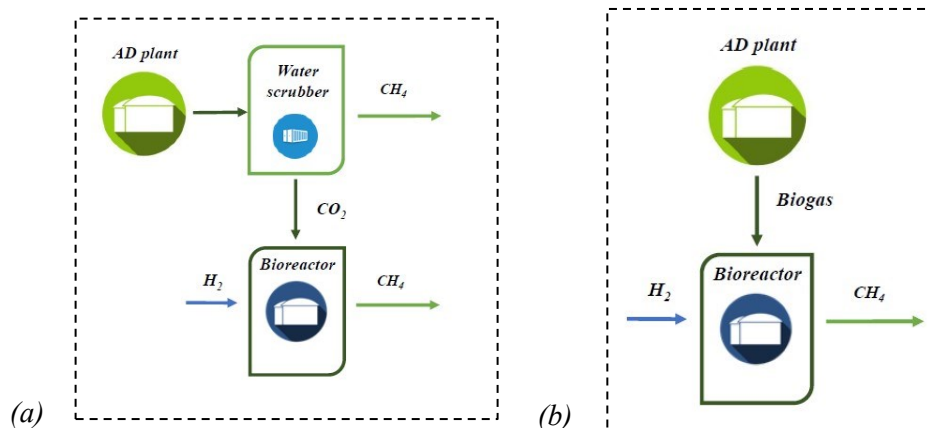 AD plant
Water
scrubber
CH4
CO2
Bioreactor
H2
CH4
(a)
AD plant
Biogas
Bioreactor
H2
CH4
(b)